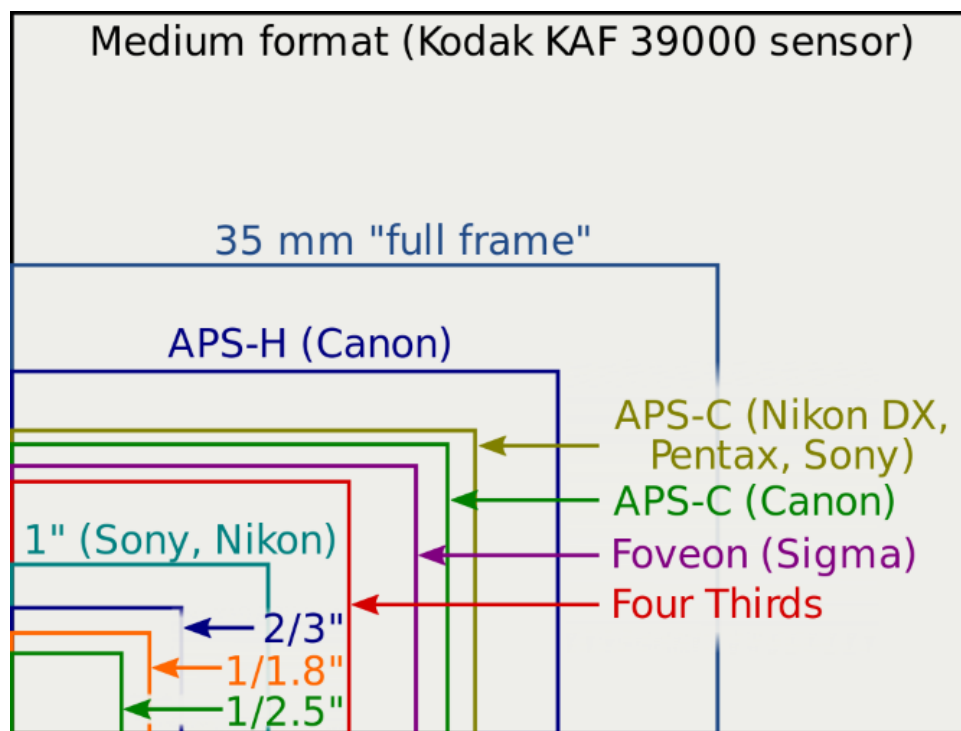 Medium format (Kodak KAF 39000 sensor)
35 mm "full frame"
APS-H (Canon)
APS-C (Nikon DX,
Pentax, Sony)
APS-C (Canon)
1" (Sony, Nikon)
Foveon (Sigma)
Four Thirds
2/3"
1/1.8"
1/2.5"